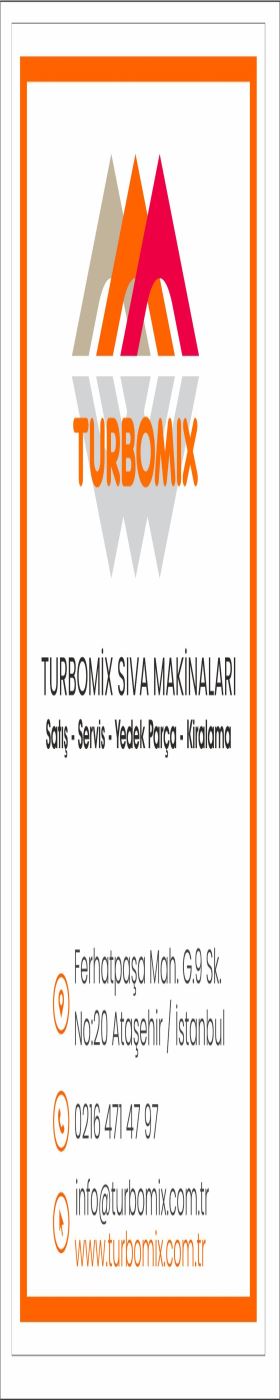 TURBOMIX
TURBOMİX SIVA MAKİNALARI
Satış - Servis - Yedek Parça - Kiralama
Ferhatpaşa Mah. G.9 Sk.
No:20 Ataşehir / İstanbul
0216 471 47 97
info@turbomix.com.tr
www.turbomix.com.tr